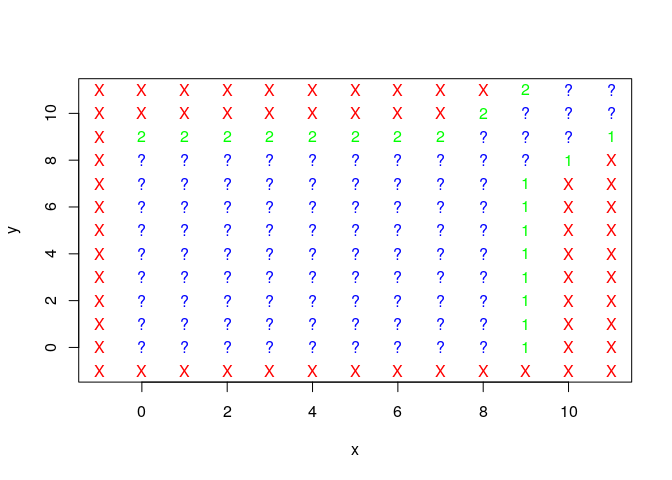 X X X X X X X X X X 2 ? ?
10 X X X X X X X X X 2 ? ? ?
X 2 2 2 2 2 2 2 2 ? ? ? 1
8 X ? ? ? ? ? ? ? ? ? ? 1 X
X ? ? ? ? ? ? ? ? ? 1 X X
6 X ? ? ? ? ? ? ? ? ? 1 X X
y X ? ? ? ? ? ? ? ? ? 1 X X
4 X ? ? ? ? ? ? ? ? ? 1 X X
X ? ? ? ? ? ? ? ? ? 1 X X
2 X ? ? ? ? ? ? ? ? ? 1 X X
X ? ? ? ? ? ? ? ? ? 1 X X
0 X ? ? ? ? ? ? ? ? ? 1 X X
X X X X X X X X X X X X X
0 2 4 6 8 10
x